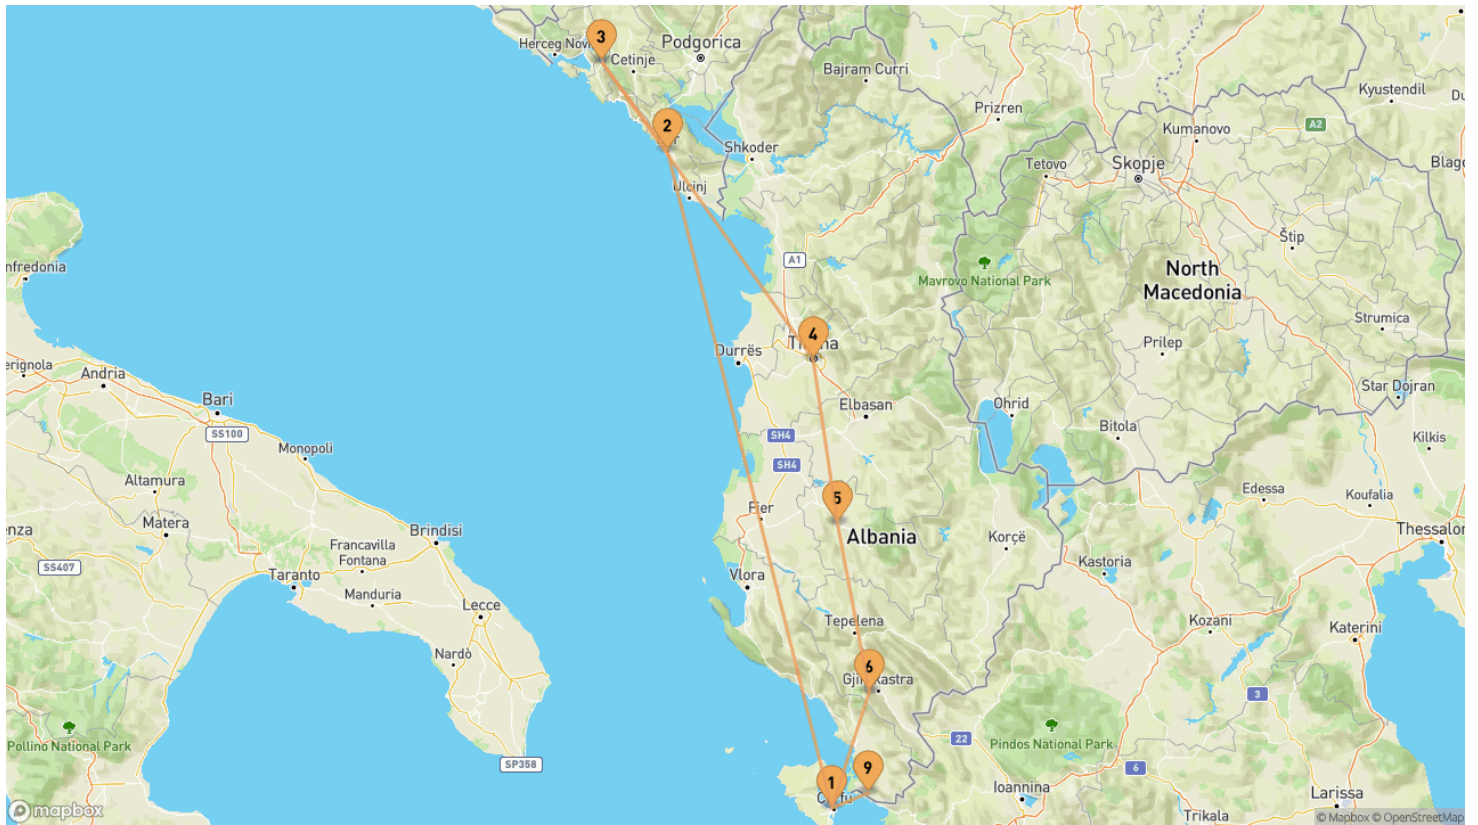 3
Herceg Novi
Cetinje
Podgorica
Bajram Curri
Kyustendil
Prizren
A2
Kumanovo
2
Shkoder
Tetovo
Skopje
Blag
Ulcinj
Štip
A1
nfredonia
Mavrovo National Park
North
Macedonia
Strumica
4
Durrës
Prilep
erignola
Andria
Star Dojran
Bari
Elbasan
Ohrid
Bitola
SS100
SH4
Kilkis
Monopoli
SH4
Altamura
5
Edessa
Koufalia
Fier
Matera
enza
Brindisi
Albania
Korçë
Thessalon
Francavilla
Fontana
Kastoria
SS407
Taranto
Vlora
Manduria
Lecce
Tepelena
Kozani
Katerini
Nardò
6
3
Pollino National Park
22
Pindos National Park
SP358
9
6
1
Corfu
Ioannina
Larissa
mapbox
Trikala
© Mapbox © OpenStreetMap